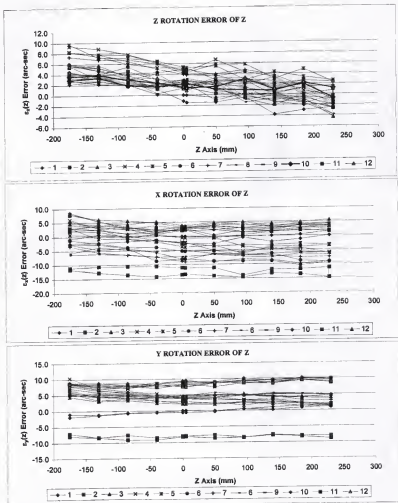 Z ROTATION ERROR OF Z
12.0
10.0
8.0
6.0
4.0
2.0
0.0
-2.0
-4.0
-6.0
εz(z) Error (arc-sec)
-200 -150 -100 -50 0 50 100 150 200 250 300
Z Axis (mm)
1 2 3 4 5 6 7 8 9 10 11 12
X ROTATION ERROR OF Z
10.0
5.0
0.0
-5.0
-10.0
-15.0
-20.0
εx(z) Error (arc-sec)
-200 -150 -100 -50 0 50 100 150 200 250 300
Z Axis (mm)
1 2 3 4 5 6 7 8 9 10 11 12
Y ROTATION ERROR OF Z
15.0
10.0
5.0
0.0
-5.0
-10.0
-15.0
εy(z) Error (arc-sec)
-200 -150 -100 -50 0 50 100 150 200 250 300
Z Axis (mm)
1 2 3 4 5 6 7 8 9 10 11 12